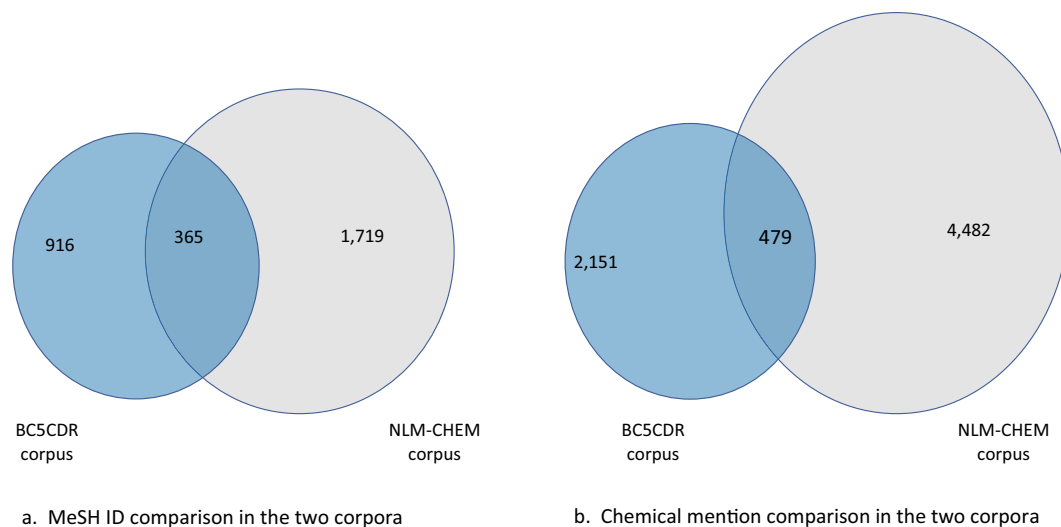 916
365
1,719
BC5CDR
corpus
NLM-CHEM
corpus
a. MeSH ID comparison in the two corpora
2,151
479
4,482
BC5CDR
corpus
NLM-CHEM
corpus
b. Chemical mention comparison in the two corpora